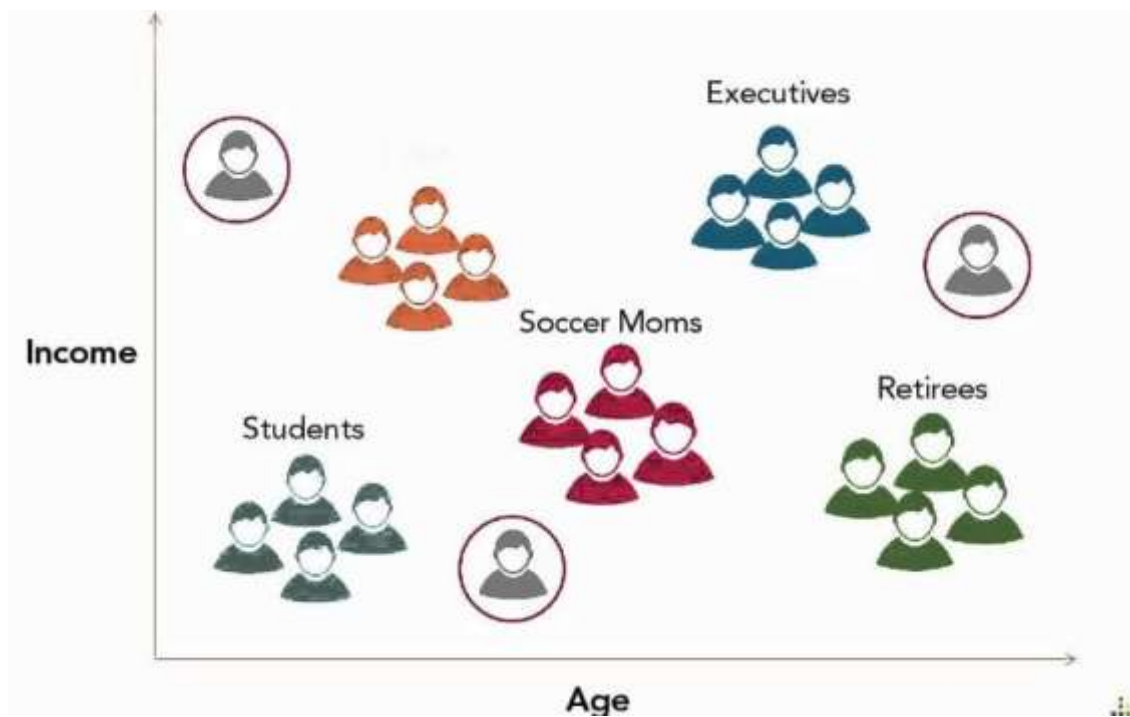 Executives
Soccer Moms
Income
Retirees
Students
Age